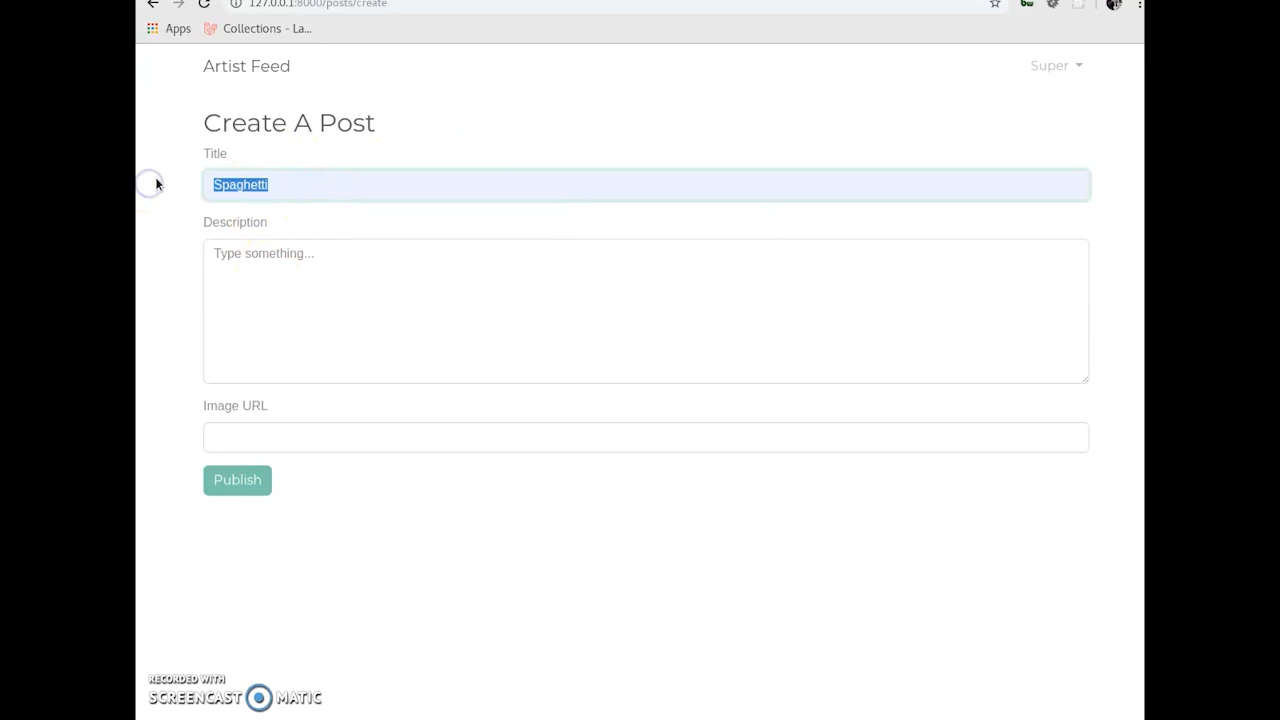 127.0.0.1:8000/posts/create
Apps
Collections - La...
Artist Feed
Super
Create A Post
Title
Spaghetti
Description
Type something...
Image URL
Publish
RECORDED WITH
SCREENCAST MATIC